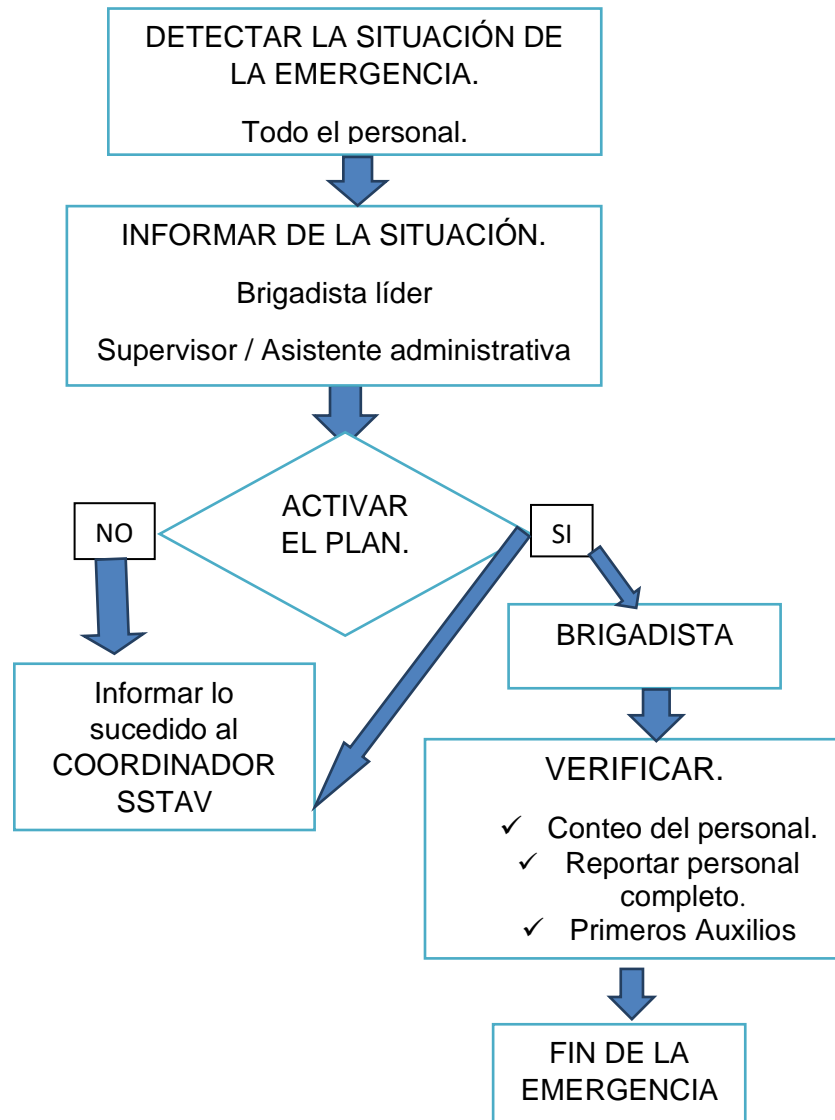 DETECTAR LA SITUACIÓN DE
LA EMERGENCIA.
Todo el personal.
INFORMAR DE LA SITUACIÓN.
Brigadista líder
Supervisor / Asistente administrativa
ACTIVAR
EL PLAN.
NO
SI
BRIGADISTA
Informar lo
sucedido al
COORDINADOR
SSTAV
VERIFICAR.
✓ Conteo del personal.
✓ Reportar personal
completo.
✓ Primeros Auxilios
FIN DE LA
EMERGENCIA